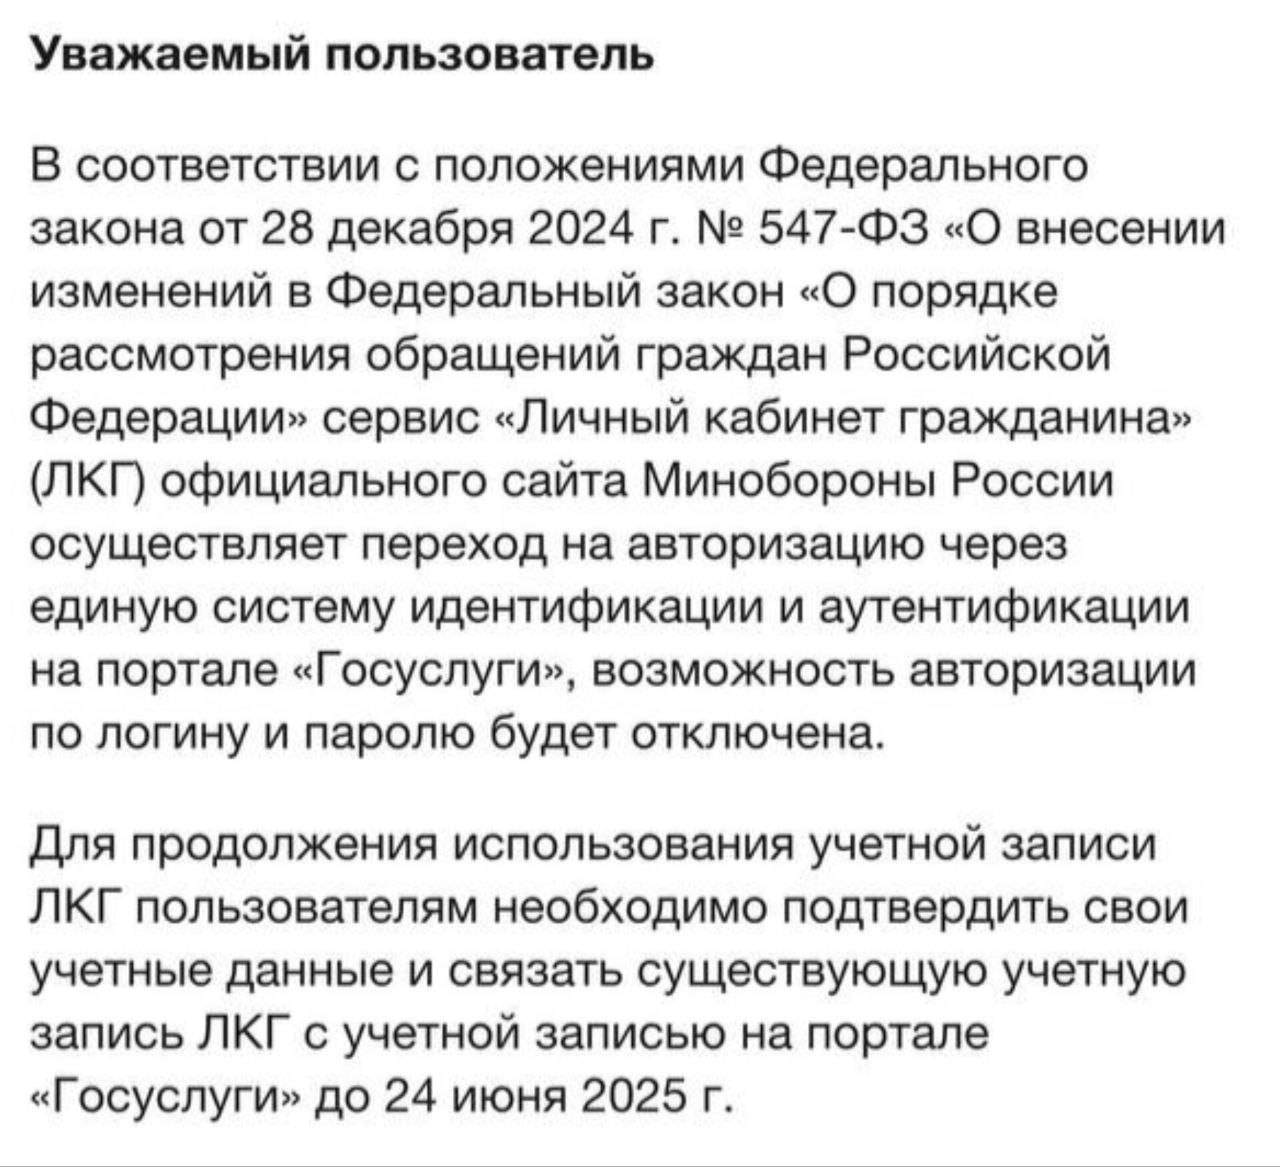 Уважаемый пользователь
В соответствии с положениями Федерального
закона от 28 декабря 2024 г. № 547-ФЗ «О внесении
изменений в Федеральный закон «О порядке
рассмотрения обращений граждан Российской
Федерации» сервис «Личный кабинет гражданина»
(ЛКГ) официального сайта Минобороны России
осуществляет переход на авторизацию через
единую систему идентификации и аутентификации
на портале «Госуслуги», возможность авторизации
по логину и паролю будет отключена.
Для продолжения использования учетной записи
ЛКГ пользователям необходимо подтвердить свои
учетные данные и связать существующую учетную
запись ЛКГ с учетной записью на портале
«Госуслуги» до 24 июня 2025 г.